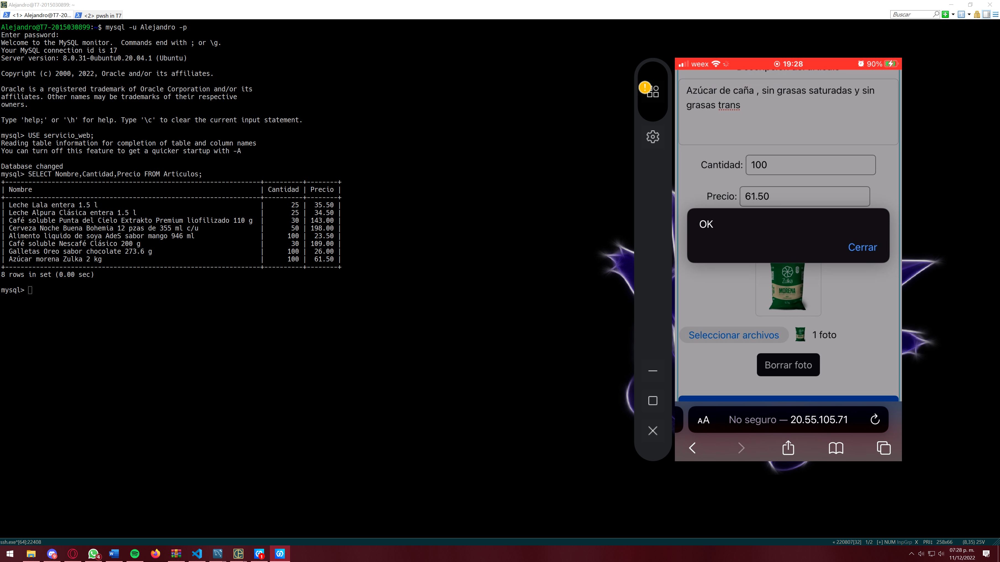 Alejandro@T7-2015030899: ~
<1> Alejandro@T7-20...
<2> pwsh in T7
Buscar
Alejandro@T7-2015030899:~$ mysql -u Alejandro -p
Enter password:
Welcome to the MySQL monitor.  Commands end with ; or \g.
Your MySQL connection id is 17
Server version: 8.0.31-0ubuntu0.20.04.1 (Ubuntu)
Copyright (c) 2000, 2022, Oracle and/or its affiliates.
Oracle is a registered trademark of Oracle Corporation and/or its
affiliates. Other names may be trademarks of their respective
owners.
Type 'help;' or '\h' for help. Type '\c' to clear the current input statement.
mysql> USE servicio_web;
Reading table information for completion of table and column names
You can turn off this feature to get a quicker startup with -A
Database changed
mysql> SELECT Nombre,Cantidad,Precio FROM Articulos;
| Nombre | Cantidad | Precio |
| Leche Lala entera 1.5 l | 25 | 35.50 |
| Leche Alpura Clásica entera 1.5 l | 25 | 34.50 |
| Café soluble Punta del Cielo Extrakto Premium liofilizado 110 g | 30 | 143.00 |
| Cerveza Noche Buena Bohemia 12 pzas de 355 ml c/u | 50 | 198.00 |
| Alimento liquido de soya AdeS sabor mango 946 ml | 100 | 23.50 |
| Café soluble Nescafé Clásico 200 g | 30 | 109.00 |
| Galletas Oreo sabor chocolate 273.6 g | 100 | 26.00 |
| Azúcar morena Zulka 2 kg | 100 | 61.50 |
8 rows in set (0.00 sec)
mysql>
weex 19:28 90%
Azúcar de caña , sin grasas saturadas y sin
grasas trans
Cantidad: 100
Precio: 61.50
OK
Cerrar
Zulka
MORENA
Seleccionar archivos 1 foto
Borrar foto
AA No seguro — 20.55.105.71
ssh.exe*[64]:22408
« 220807[32] 1/2 [+] NUM InpGrp X PRI↕ 258x66 (8,35) 25V
9
4
1
07:28 p. m.
11/12/2022